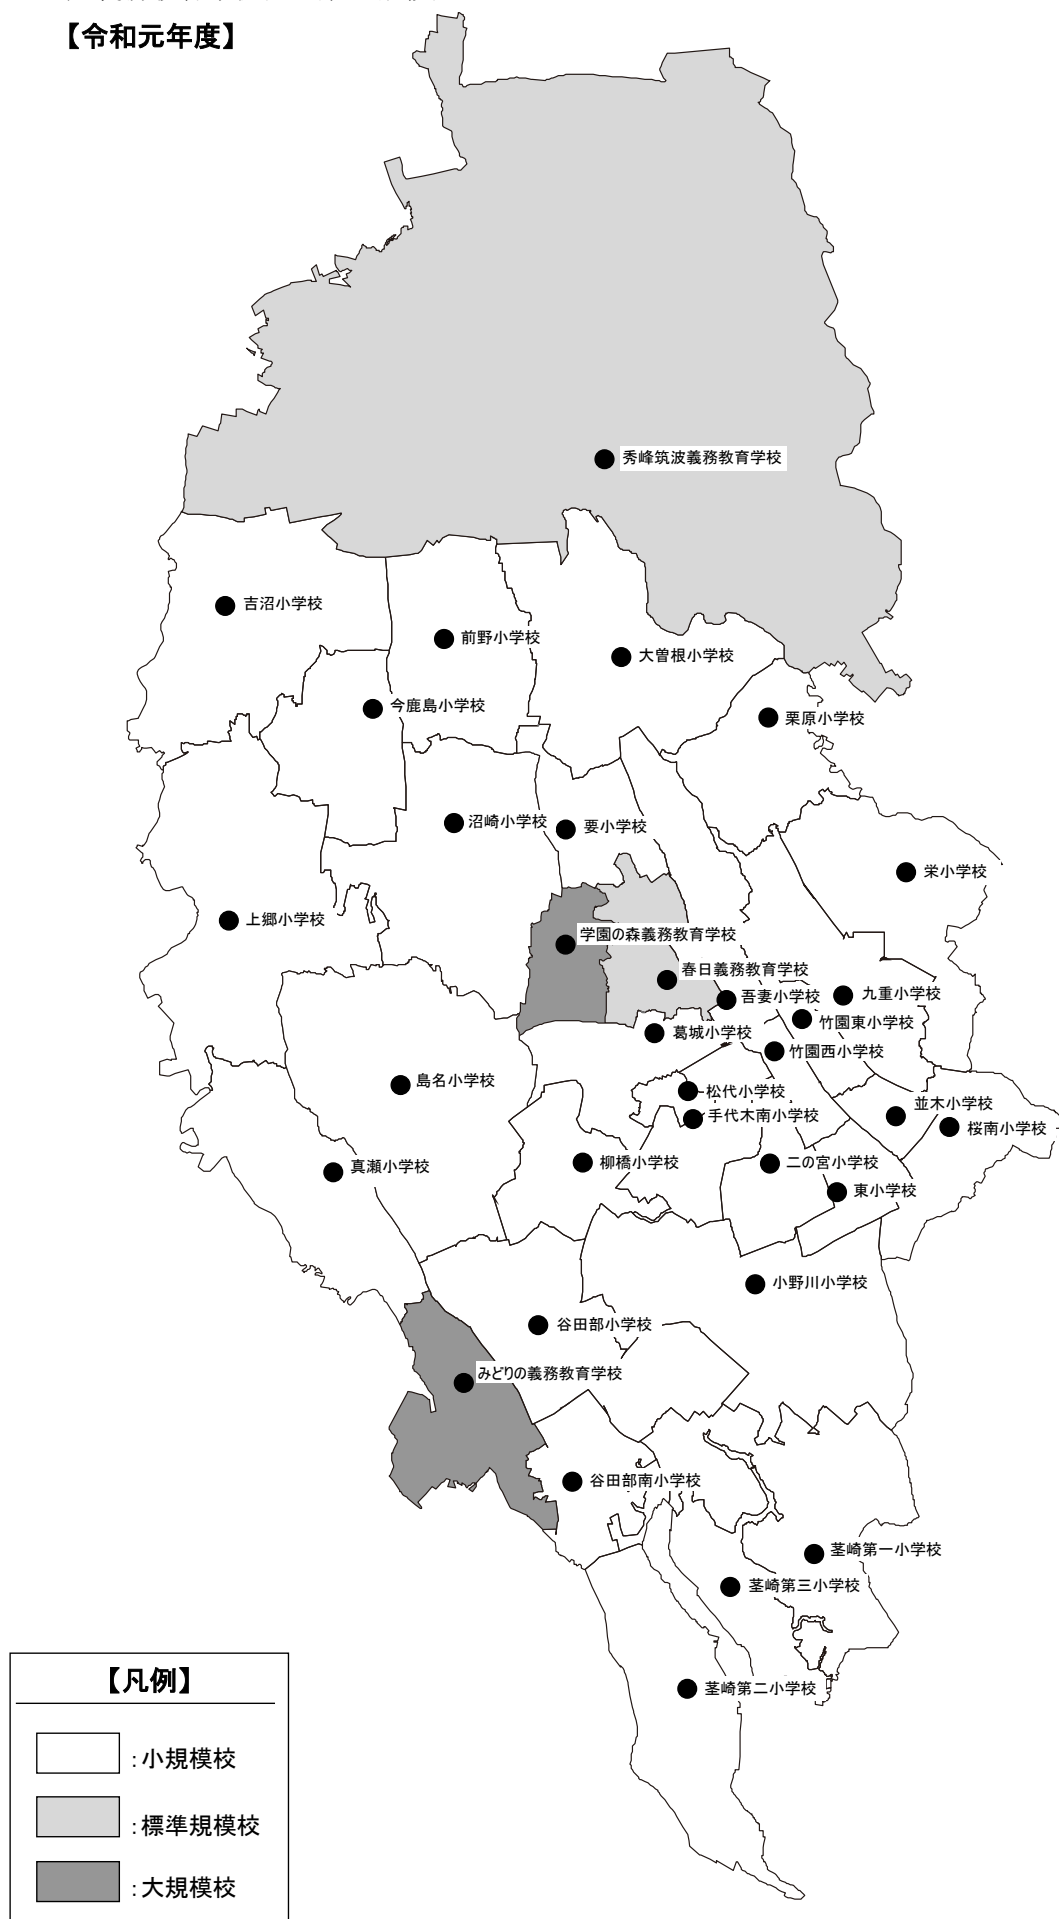 【令和元年度】
秀峰筑波義務教育学校
吉沼小学校
前野小学校
大曽根小学校
今鹿島小学校
栗原小学校
沼崎小学校
要小学校
栄小学校
上郷小学校
学園の森義務教育学校
春日義務教育学校
吾妻小学校
九重小学校
竹園東小学校
葛城小学校
竹園西小学校
島名小学校
松代小学校
並木小学校
手代木南小学校
桜南小学校
真瀬小学校
柳橋小学校
二の宮小学校
東小学校
小野川小学校
谷田部小学校
みどりの義務教育学校
谷田部南小学校
茎崎第一小学校
茎崎第三小学校
茎崎第二小学校
【凡例】
：小規模校
：標準規模校
：大規模校